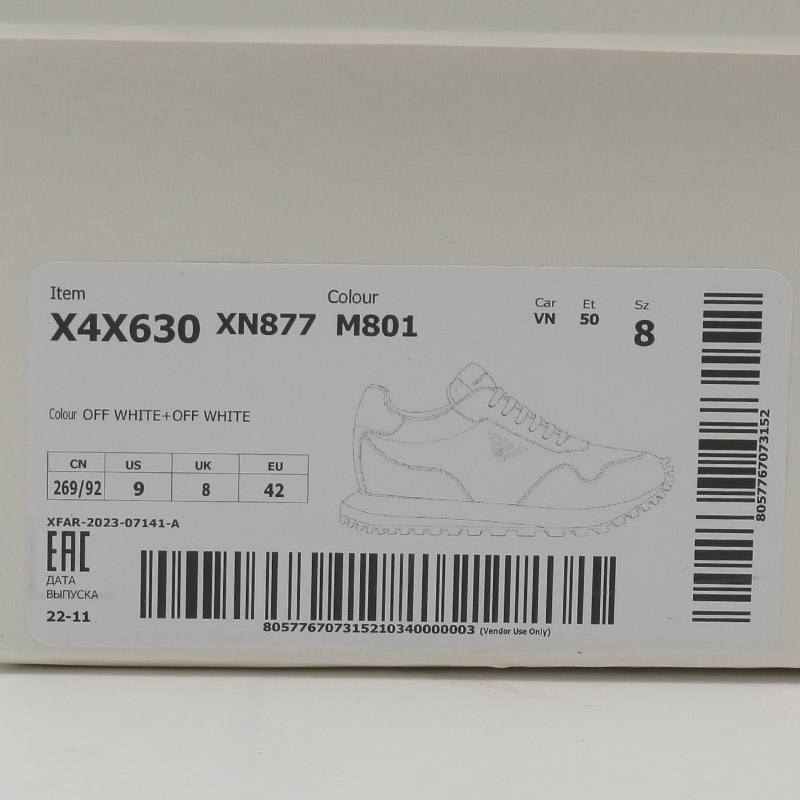 Item
X4X630 XN877
Colour
M801
Car
VN
Et
50
Sz
8
Colour OFF WHITE+OFF WHITE
CN US UK EU
269/92 9 8 42
XFAR-2023-07141-A
EAC
ДАТА
ВЫПУСКА
22-11
805776707315210340000003 (Vendor Use Only)
8057767073152